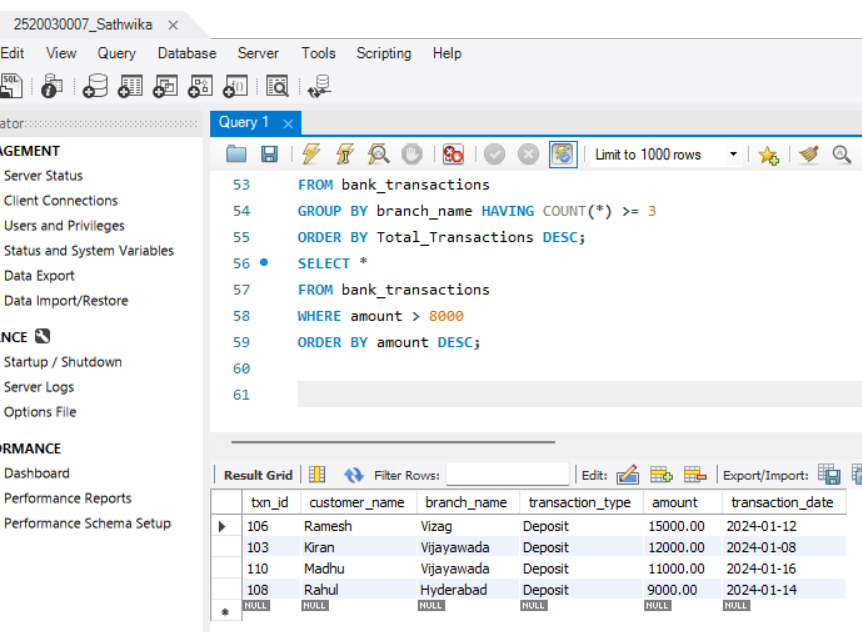 2520030007_Sathwika ×
Edit View Query Database Server Tools Scripting Help
ator
Query 1 ×
AGEMENT
Server Status
Client Connections
Users and Privileges
Status and System Variables
Data Export
Data Import/Restore
NCE
Startup / Shutdown
Server Logs
Options File
ORMANCE
Dashboard
Performance Reports
Performance Schema Setup
Limit to 1000 rows
53 FROM bank_transactions
54 GROUP BY branch_name HAVING COUNT(*) >= 3
55 ORDER BY Total_Transactions DESC;
56 SELECT *
57 FROM bank_transactions
58 WHERE amount > 8000
59 ORDER BY amount DESC;
60
61
Result Grid Filter Rows: Edit: Export/Import:
txn_id customer_name branch_name transaction_type amount transaction_date
106 Ramesh Vizag Deposit 15000.00 2024-01-12
103 Kiran Vijayawada Deposit 12000.00 2024-01-08
110 Madhu Vijayawada Deposit 11000.00 2024-01-16
108 Rahul Hyderabad Deposit 9000.00 2024-01-14
NULL NULL NULL NULL NULL NULL